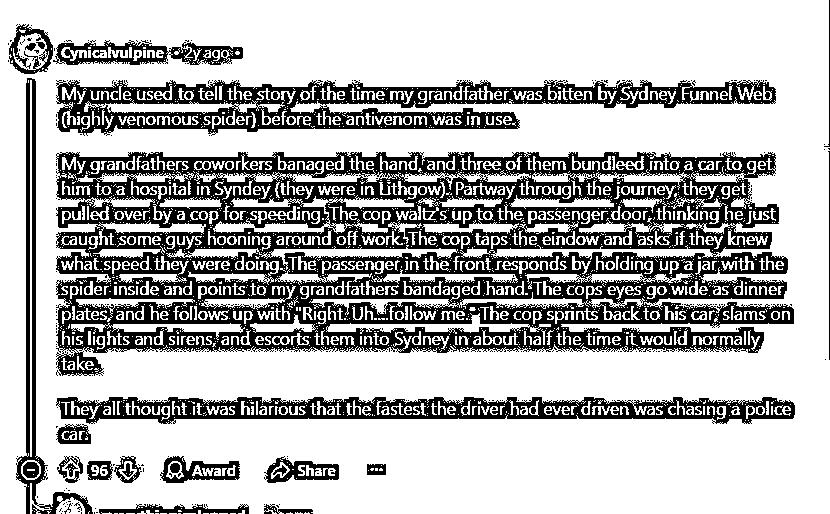 Cynicalvulpine • 2y ago •
My uncle used to tell the story of the time my grandfather was bitten by Sydney Funnel Web
(highly venomous spider) before the antivenom was in use.
My grandfathers coworkers banaged the hand, and three of them bundleed into a car to get
him to a hospital in Syndey (they were in Lithgow). Partway through the journey, they get
pulled over by a cop for speeding. The cop waltz's up to the passenger door, thinking he just
caught some guys hooning around off work. The cop taps the eindow and asks if they knew
what speed they were doing. The passenger in the front responds by holding up a jar with the
spider inside and points to my grandfathers bandaged hand. The cops eyes go wide as dinner
plates, and he follows up with "Right. Uh...follow me." The cop sprints back to his car, slams on
his lights and sirens, and escorts them into Sydney in about half the time it would normally
take.
They all thought it was hilarious that the fastest the driver had ever driven was chasing a police
car.
96 Award Share ...